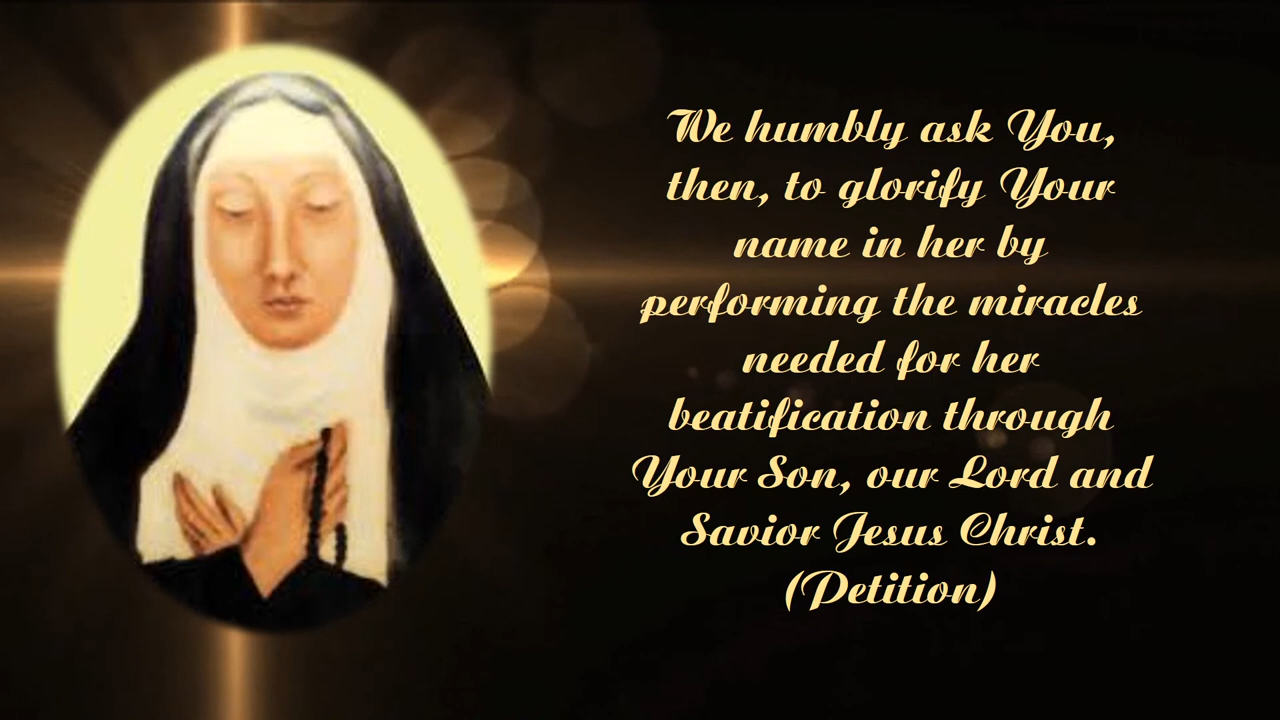 We humbly ask You,
then, to glorify Your
name in her by
performing the miracles
needed for her
beatification through
Your Son, our Lord and
Savior Jesus Christ.
(Petition)